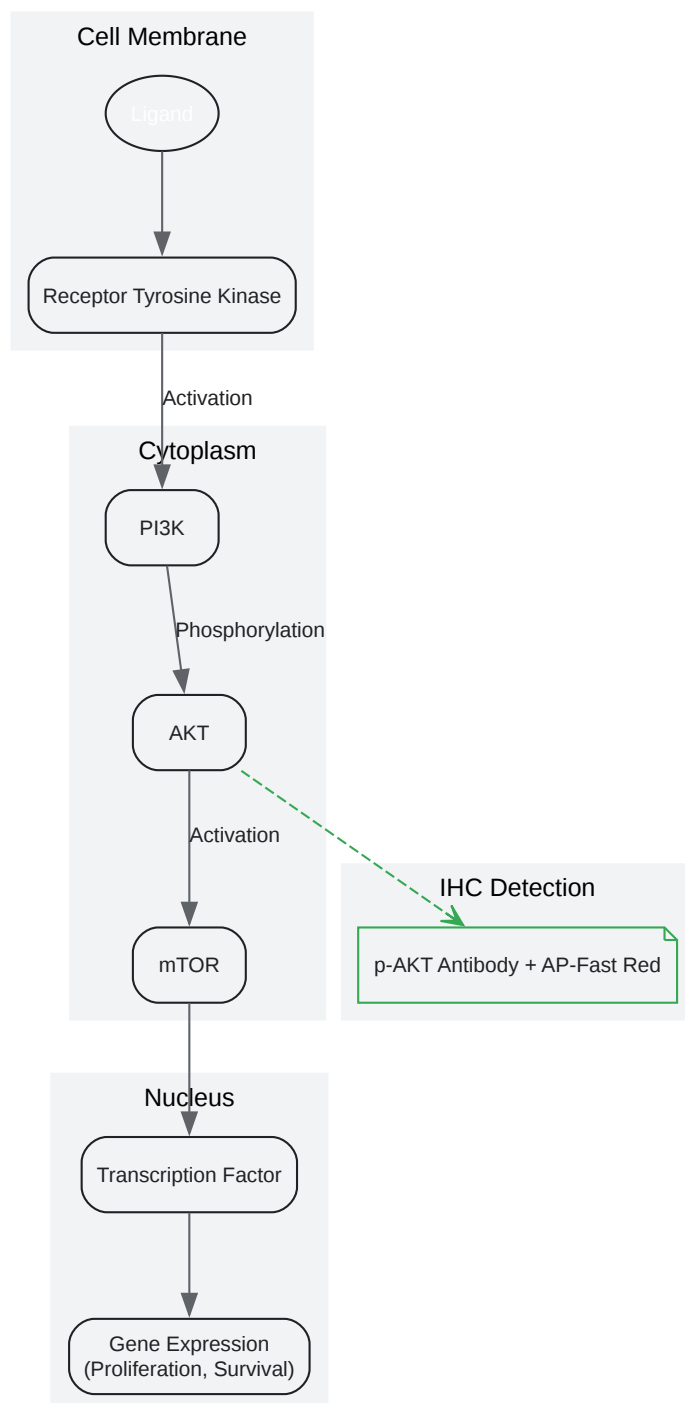 Cell Membrane
Ligand
Receptor Tyrosine Kinase
Activation
Cytoplasm
PI3K
Phosphorylation
AKT
Activation
IHC Detection
p-AKT Antibody + AP-Fast Red
mTOR
Nucleus
Transcription Factor
Gene Expression
(Proliferation, Survival)